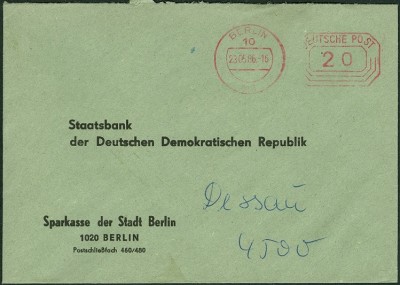 BERLIN
10
23.05.86.-15
DEUTSCHE POST
20
Staatsbank
der Deutschen Demokratischen Republik
Dessau
Sparkasse der Stadt Berlin
1020 BERLIN
Postschließfach 460/480
4500